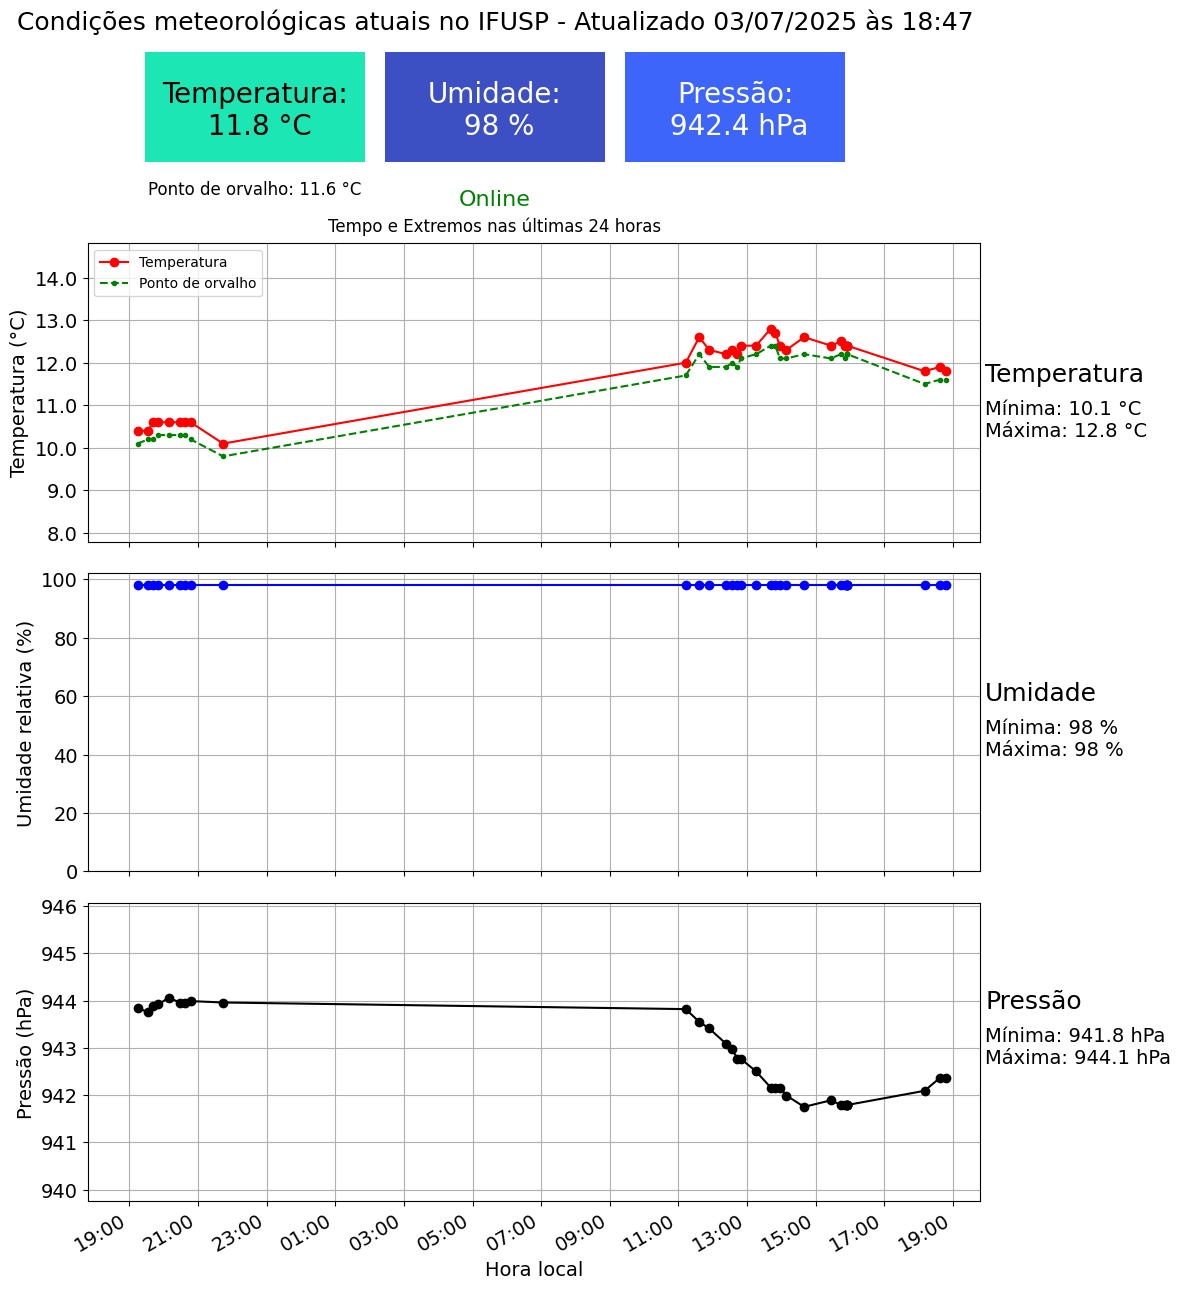 Condições meteorológicas atuais no IFUSP - Atualizado 03/07/2025 às 18:47
Temperatura:
11.8 °C
Umidade:
98 %
Pressão:
942.4 hPa
Ponto de orvalho: 11.6 °C
Online
Tempo e Extremos nas últimas 24 horas
Temperatura
Ponto de orvalho
Temperatura (°C)
14.0
13.0
12.0
11.0
10.0
9.0
8.0
Temperatura
Mínima: 10.1 °C
Máxima: 12.8 °C
Umidade relativa (%)
100
80
60
40
20
0
Umidade
Mínima: 98 %
Máxima: 98 %
Pressão (hPa)
946
945
944
943
942
941
940
Pressão
Mínima: 941.8 hPa
Máxima: 944.1 hPa
19:00
21:00
23:00
01:00
03:00
05:00
07:00
09:00
11:00
13:00
15:00
17:00
19:00
Hora local